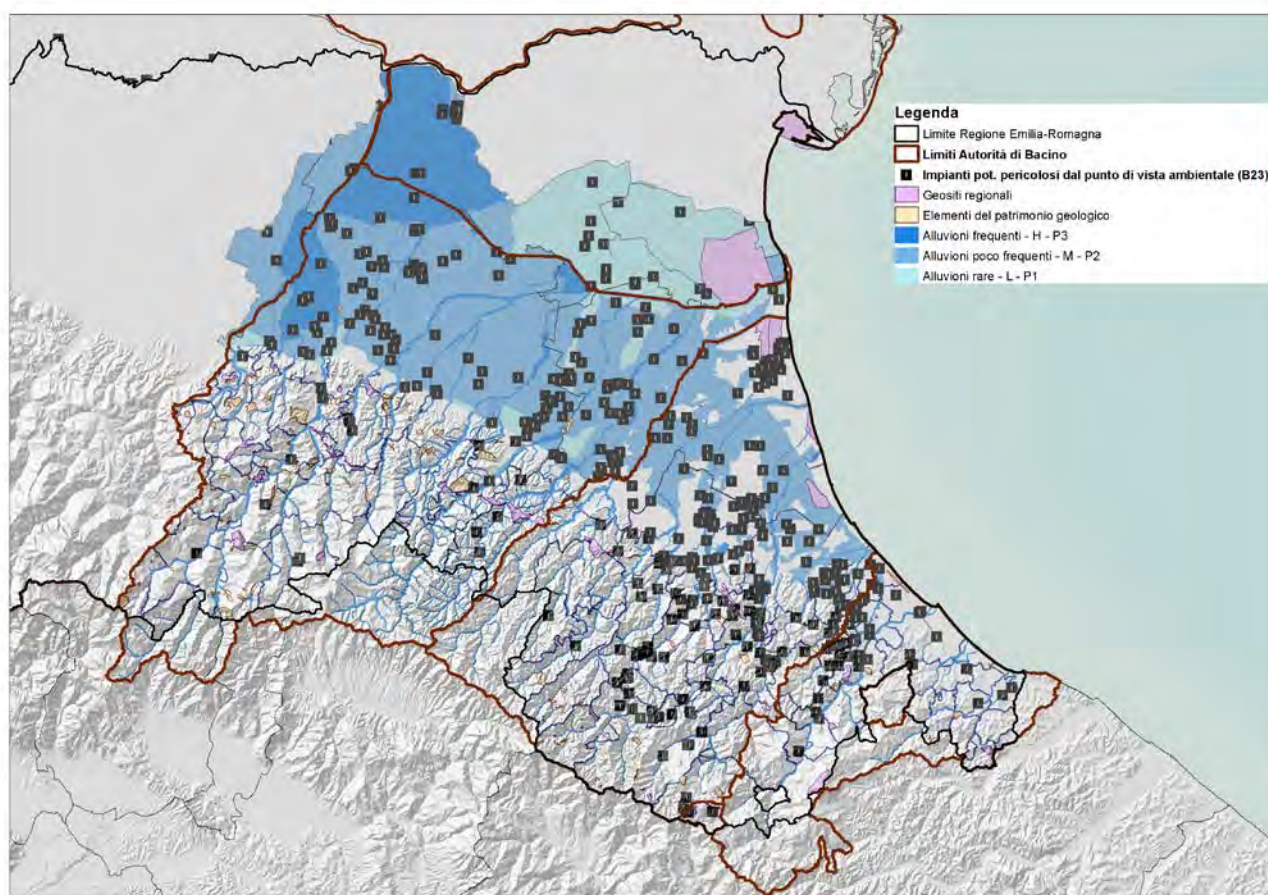 Legenda
Limite Regione Emilia-Romagna
Limiti Autorità di Bacino
Impianti pot. pericolosi dal punto di vista ambientale (B23)
Geositi regionali
Elementi del patrimonio geologico
Alluvioni frequenti - H - P3
Alluvioni poco frequenti - M - P2
Alluvioni rare - L - P1